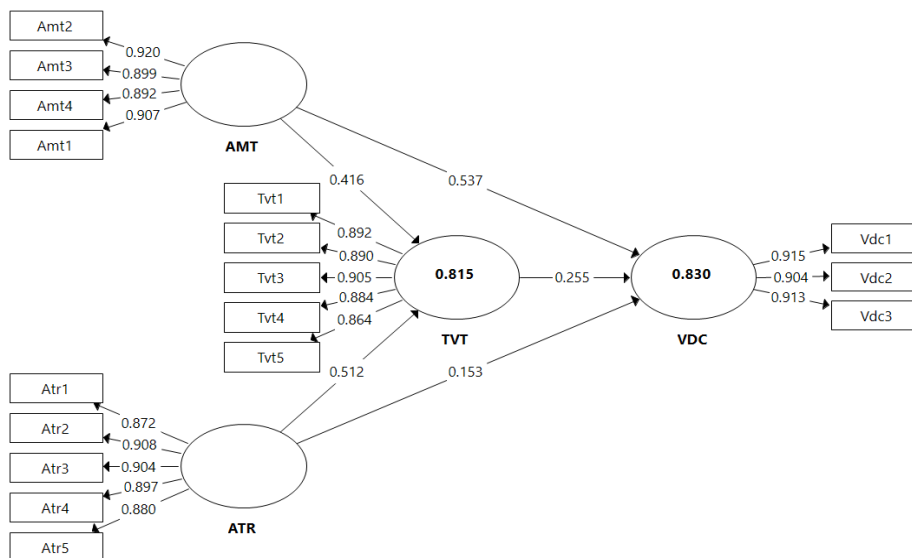 Amt2
0.920
Amt3
0.899
Amt4
0.892
0.907
Amt1
AMT
0.416
0.537
Tvt1
0.892
Tvt2
0.890
Tvt3
0.905
Tvt4
0.884
0.864
Tvt5
0.815
TVT
0.255
0.830
VDC
0.915
Vdc1
0.904
Vdc2
0.913
Vdc3
0.512
0.153
Atr1
0.872
Atr2
0.908
Atr3
0.904
0.897
Atr4
0.880
Atr5
ATR